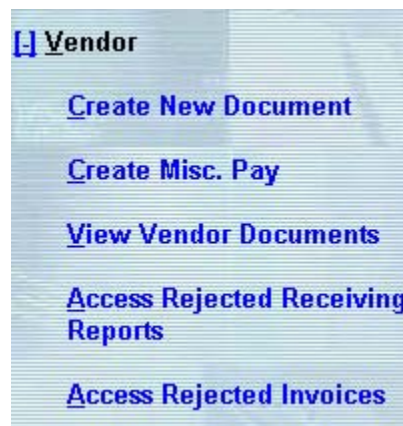 [-] Vendor
Create New Document
Create Misc. Pay
View Vendor Documents
Access Rejected Receiving
Reports
Access Rejected Invoices